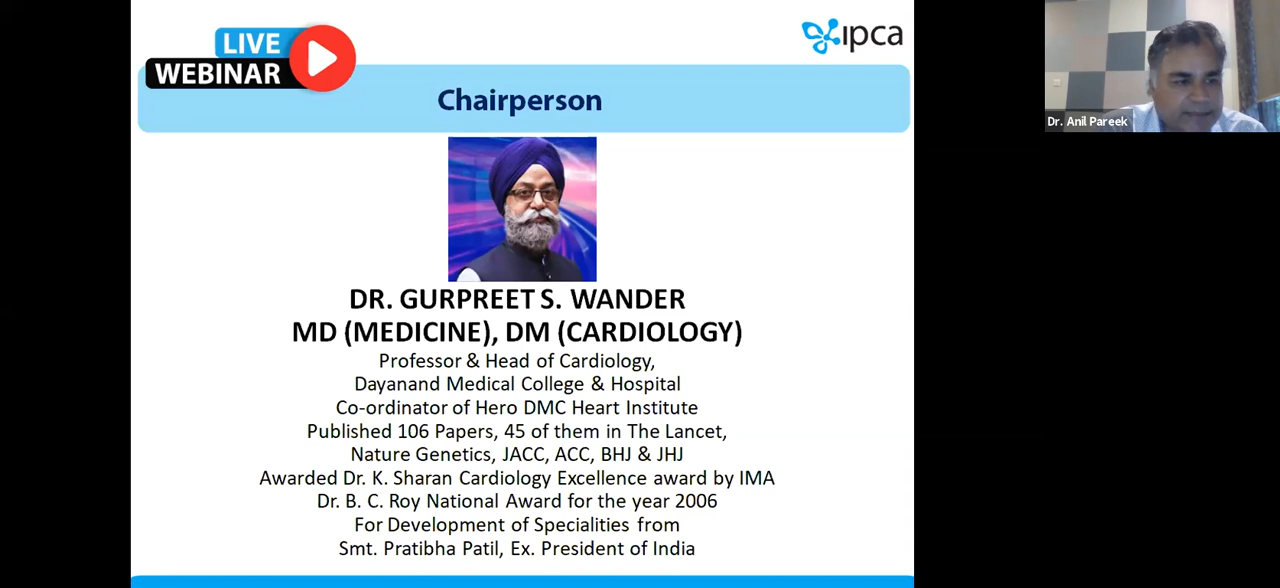 LIVE
WEBINAR
ipca
Chairperson
DR. GURPREET S. WANDER
MD (MEDICINE), DM (CARDIOLOGY)
Professor & Head of Cardiology,
Dayanand Medical College & Hospital
Co-ordinator of Hero DMC Heart Institute
Published 106 Papers, 45 of them in The Lancet,
Nature Genetics, JACC, ACC, BHJ & JHJ
Awarded Dr. K. Sharan Cardiology Excellence award by IMA
Dr. B. C. Roy National Award for the year 2006
For Development of Specialities from
Smt. Pratibha Patil, Ex. President of India
Dr. Anil Pareek